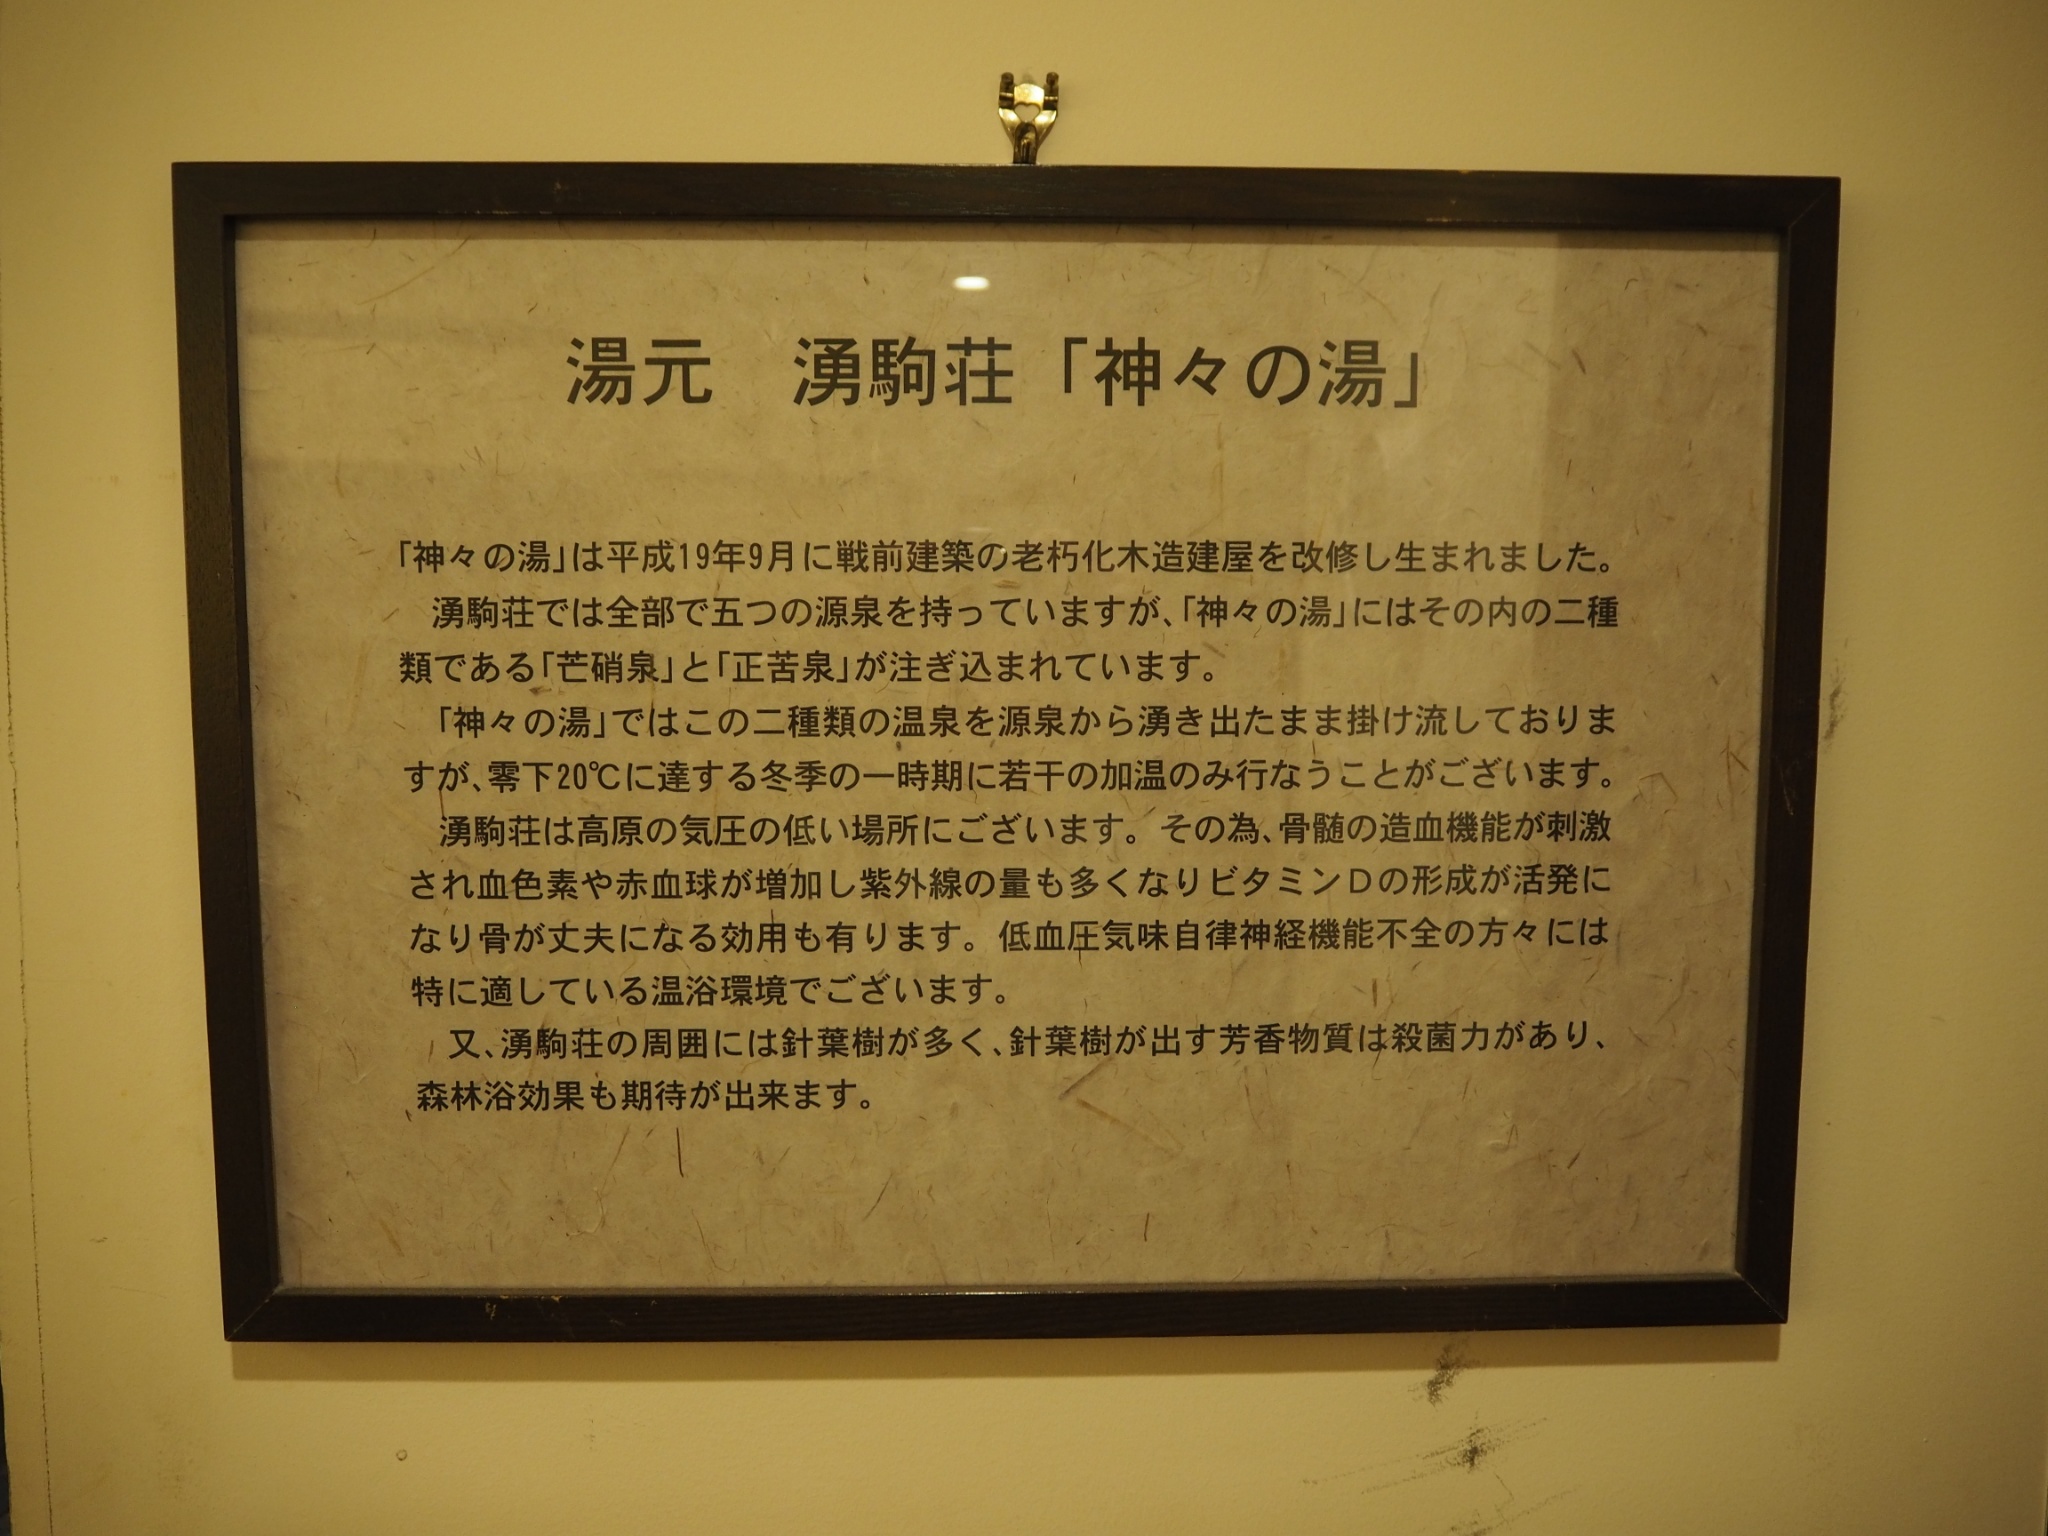 湯元　湧駒荘「神々の湯」
「神々の湯」は平成19年9月に戦前建築の老朽化木造建屋を改修し生まれました。
湧駒荘では全部で五つの源泉を持っていますが、「神々の湯」にはその内の二種
類である「芒硝泉」と「正苦泉」が注ぎ込まれています。
「神々の湯」ではこの二種類の温泉を源泉から湧き出たまま掛け流しておりま
すが、零下20℃に達する冬季の一時期に若干の加温のみ行なうことがございます。
湧駒荘は高原の気圧の低い場所にございます。その為、骨髄の造血機能が刺激
され血色素や赤血球が増加し紫外線の量も多くなりビタミンＤの形成が活発に
なり骨が丈夫になる効用も有ります。低血圧気味自律神経機能不全の方々には
特に適している温浴環境でございます。
又、湧駒荘の周囲には針葉樹が多く、針葉樹が出す芳香物質は殺菌力があり、
森林浴効果も期待が出来ます。